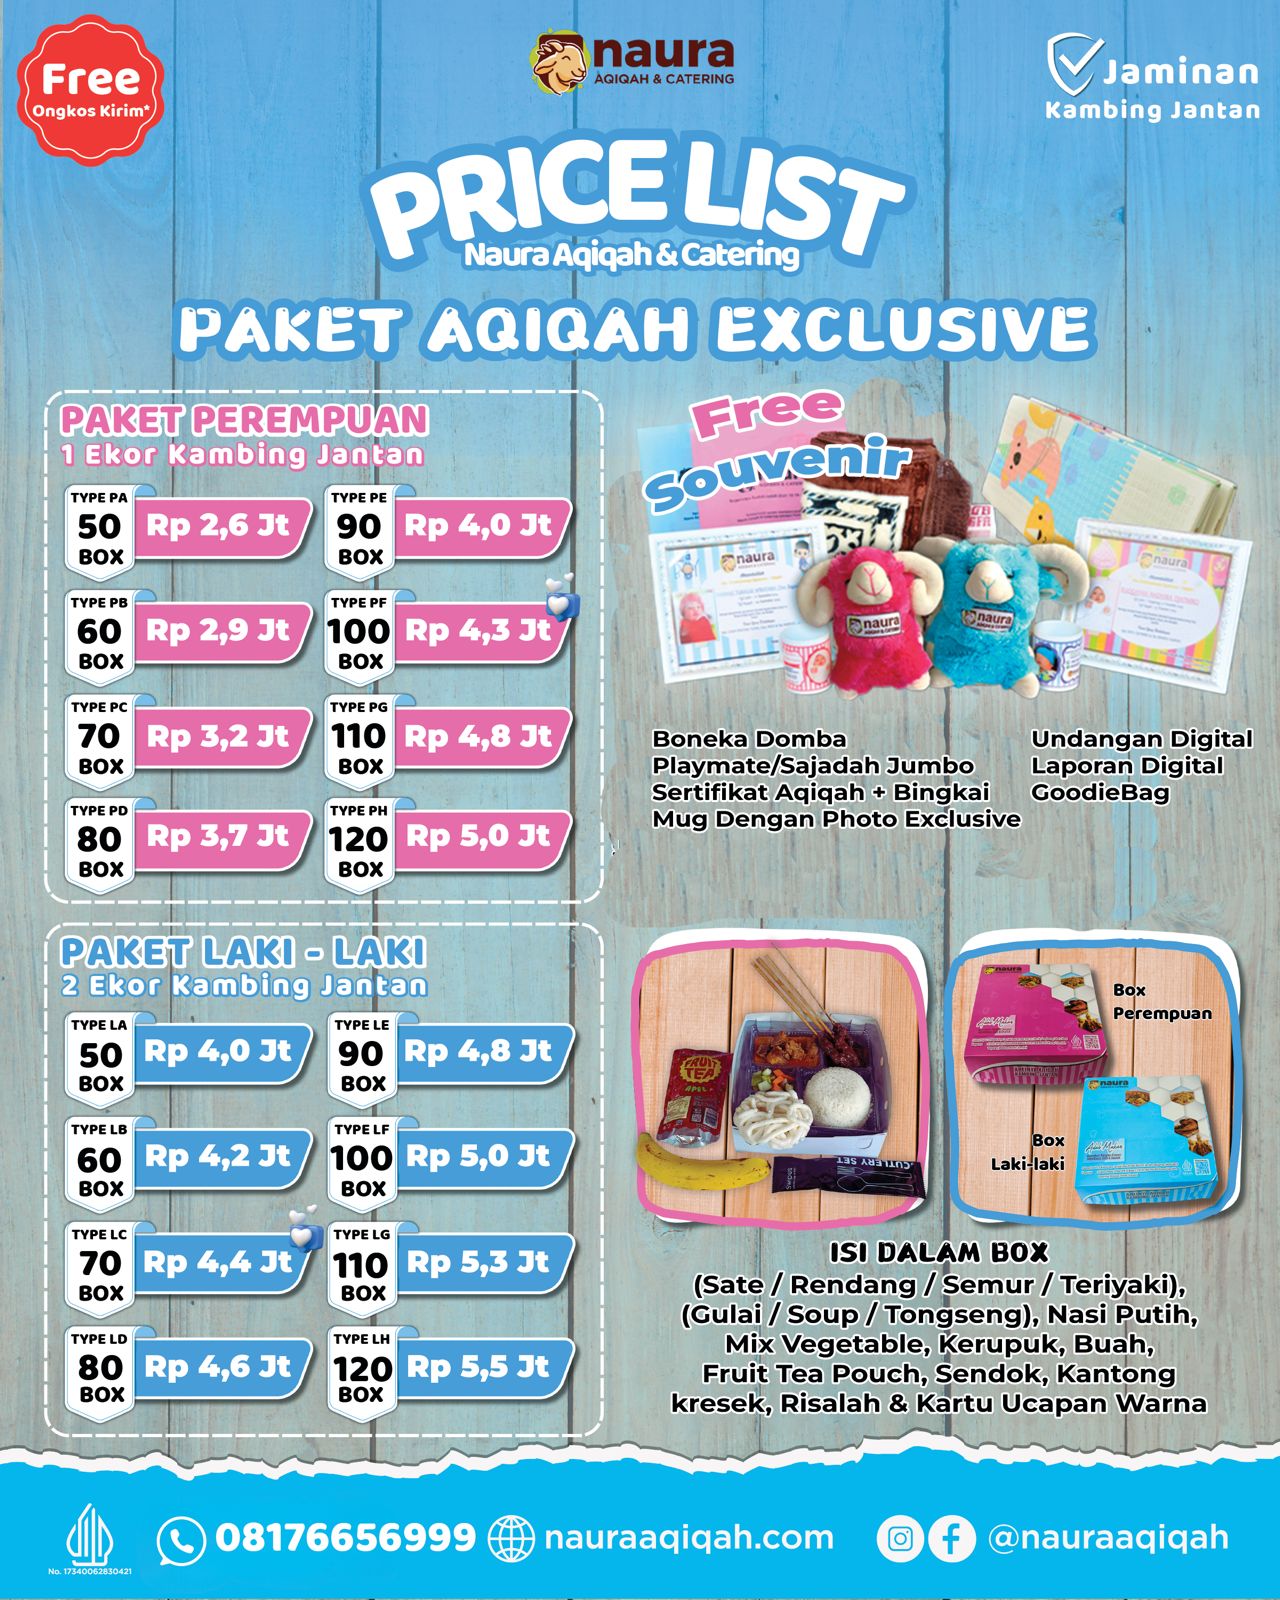 Free
Ongkos Kirim*
naura
AQIQAH & CATERING
Jaminan
Kambing Jantan
PRICE LIST
Naura Aqiqah & Catering
PAKET AQIQAH EXCLUSIVE
PAKET PEREMPUAN
1 Ekor Kambing Jantan
TYPE PA
50
BOX
Rp 2,6 Jt
TYPE PE
90
BOX
Rp 4,0 Jt
TYPE PB
60
BOX
Rp 2,9 Jt
TYPE PF
100
BOX
Rp 4,3 Jt
TYPE PC
70
BOX
Rp 3,2 Jt
TYPE PG
110
BOX
Rp 4,8 Jt
TYPE PD
80
BOX
Rp 3,7 Jt
TYPE PH
120
BOX
Rp 5,0 Jt
Free
Souvenir
naura
naura
naura
naura
Boneka Domba
Playmate/Sajadah Jumbo
Sertifikat Aqiqah + Bingkai
Mug Dengan Photo Exclusive
Undangan Digital
Laporan Digital
GoodieBag
PAKET LAKI - LAKI
2 Ekor Kambing Jantan
TYPE LA
50
BOX
Rp 4,0 Jt
TYPE LE
90
BOX
Rp 4,8 Jt
TYPE LB
60
BOX
Rp 4,2 Jt
TYPE LF
100
BOX
Rp 5,0 Jt
TYPE LC
70
BOX
Rp 4,4 Jt
TYPE LG
110
BOX
Rp 5,3 Jt
TYPE LD
80
BOX
Rp 4,6 Jt
TYPE LH
120
BOX
Rp 5,5 Jt
FRUIT
TEA
APEL
CUTLERY SET
naura
Box
Perempuan
naura
Box
Laki-laki
ISI DALAM BOX
(Sate / Rendang / Semur / Teriyaki),
(Gulai / Soup / Tongseng), Nasi Putih,
Mix Vegetable, Kerupuk, Buah,
Fruit Tea Pouch, Sendok, Kantong
kresek, Risalah & Kartu Ucapan Warna
No. 17340062830421
08176656999
nauraaqiqah.com
@nauraaqiqah